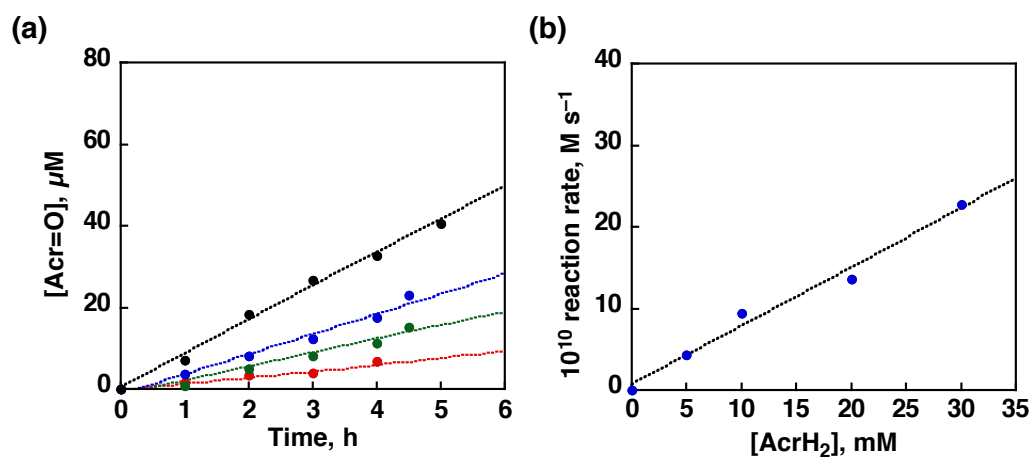 (a)
80
60
40
20
0
[Acr=O], µM
0 1 2 3 4 5 6
Time, h
(b)
40
30
20
10
0
10¹⁰ reaction rate, M s⁻¹
0 5 10 15 20 25 30 35
[AcrH₂], mM